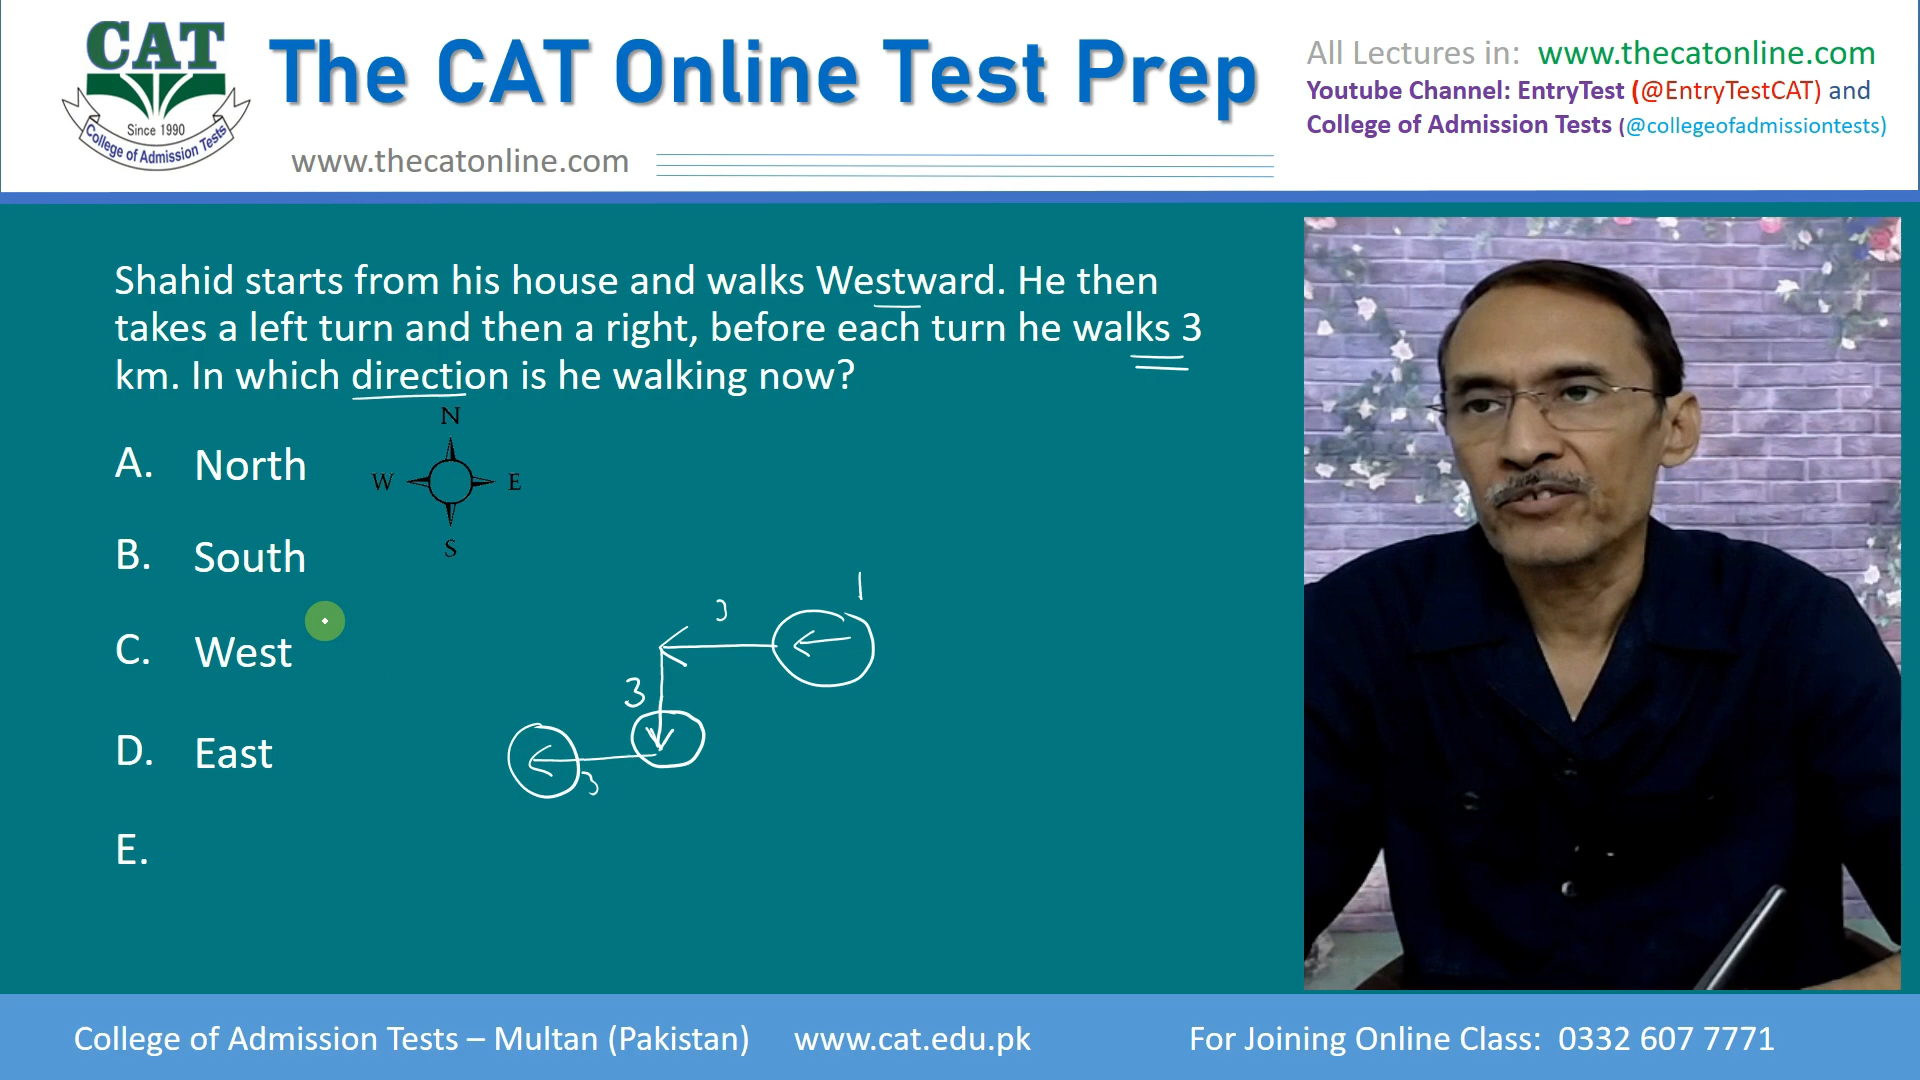 CAT
Since 1990
College of Admission Tests
The CAT Online Test Prep
www.thecatonline.com
All Lectures in: www.thecatonline.com
Youtube Channel: EntryTest (@EntryTestCAT) and
College of Admission Tests (@collegeofadmissiontests)
Shahid starts from his house and walks Westward. He then
takes a left turn and then a right, before each turn he walks 3
km. In which direction is he walking now?
A. North
B. South
C. West
D. East
E.
N
W E
S
1
3
3
3
College of Admission Tests – Multan (Pakistan) www.cat.edu.pk For Joining Online Class: 0332 607 7771